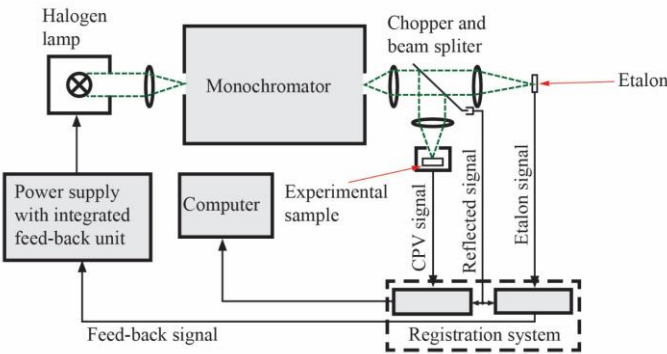 Halogen
lamp
Monochromator
Chopper and
beam spliter
Etalon
Power supply
with integrated
feed-back unit
Computer
Experimental
sample
CPV signal
Reflected signal
Etalon signal
Feed-back signal
Registration system